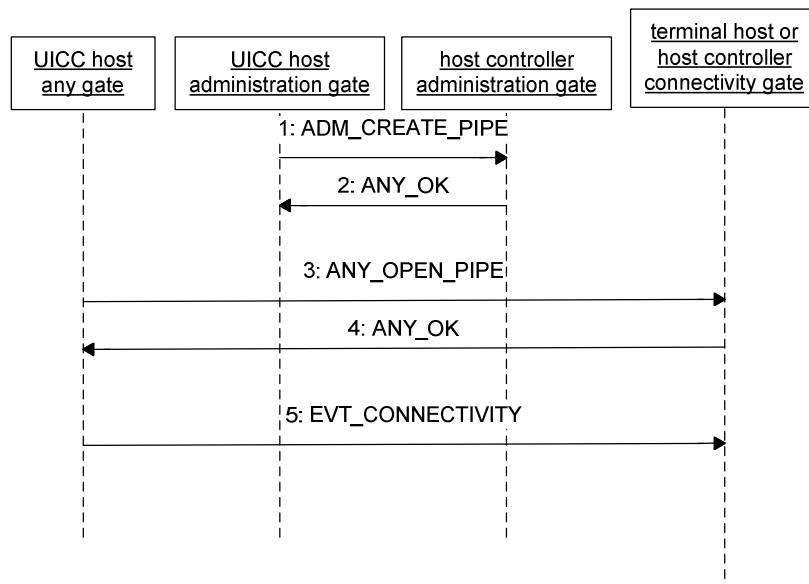 UICC host
any gate
UICC host
administration gate
host controller
administration gate
terminal host or
host controller
connectivity gate
1: ADM_CREATE_PIPE
2: ANY_OK
3: ANY_OPEN_PIPE
4: ANY_OK
5: EVT_CONNECTIVITY